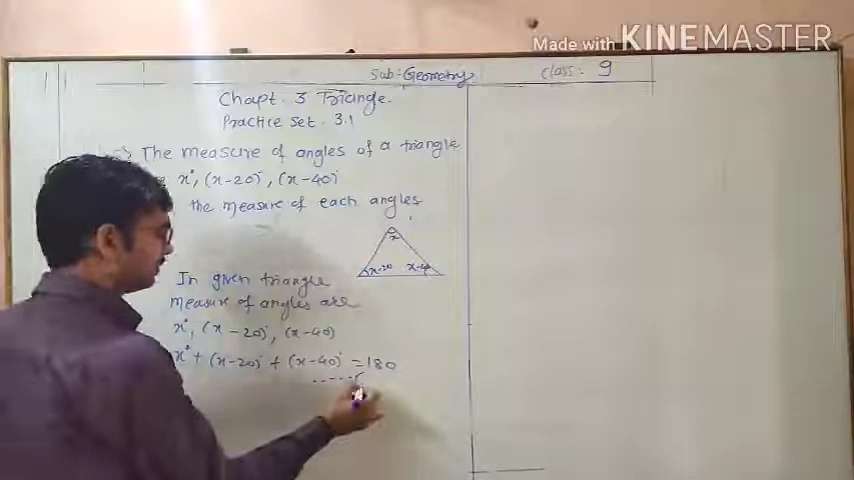 Made with KINEMASTER
Sub:- Geometry
Class: 9
Chapt. 3 Triangle.
Practice Set. 3.1
The measure of angles of a triangle
x°, (x-20)°, (x-40)°
the measure of each angles
x
x-20 x-40
In given triangle
measure of angles are
x°, (x-20)°, (x-40)
x° + (x-20)° + (x-40)° = 180
......(